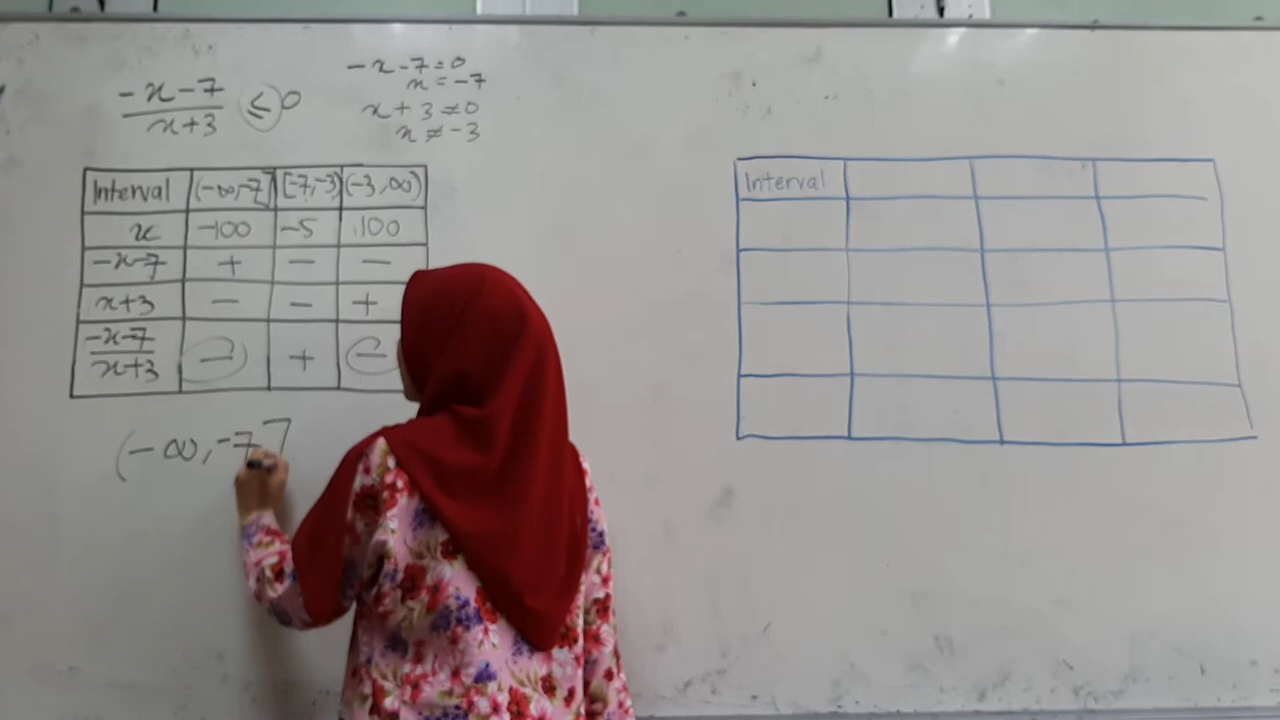 -x-7/x+3 ≤ 0
-x-7=0
x=-7
x+3≠0
x≠-3
Interval (-∞,-7] [-7,-3) (-3,∞)
x -100 -5 100
-x-7 + - -
x+3 - - +
-x-7/x+3 - + -
(-∞,-7]
Interval